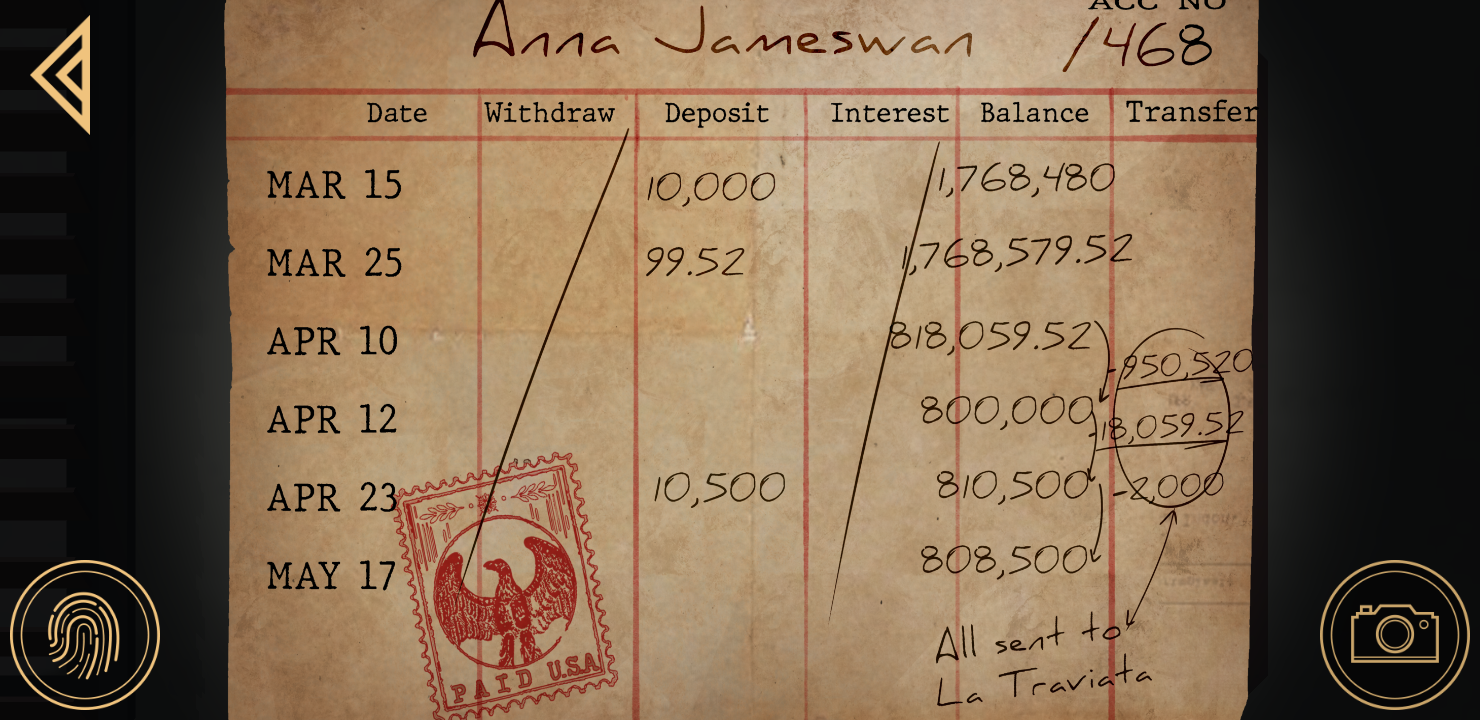 ACC NO
Anna Jameswan /468
Date Withdraw Deposit Interest Balance Transfer
MAR 15 10,000 1,768,480
MAR 25 99.52 1,768,579.52
APR 10 818,059.52
-950,520
APR 12 800,000
-18,059.52
APR 23 10,500 810,500 -2,000
MAY 17 808,500
All sent to
La Traviata
PAID U.S.A